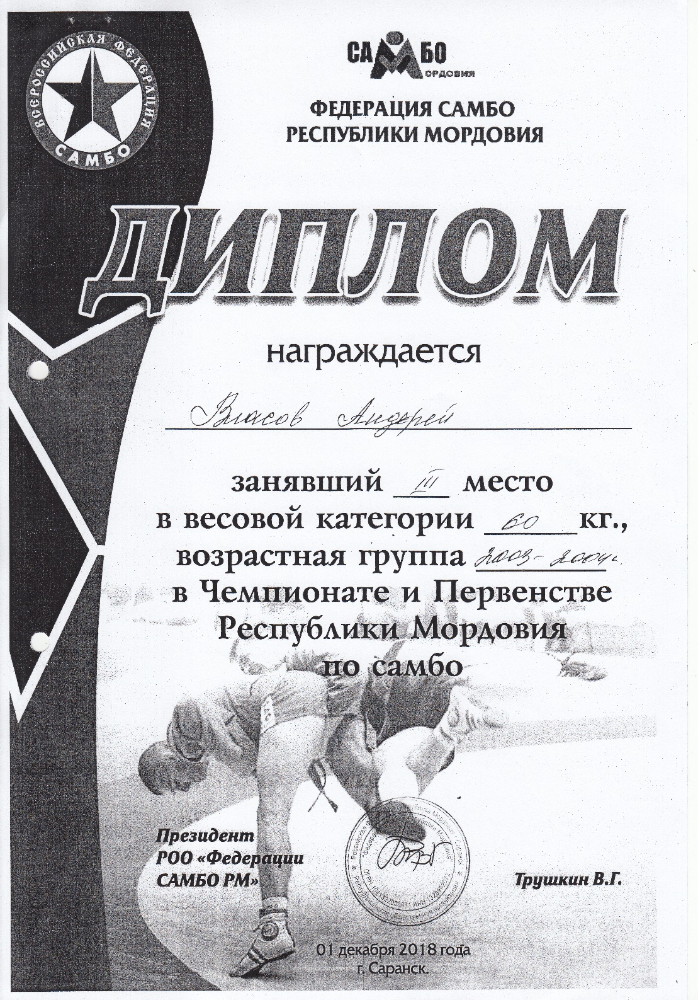 ВСЕРОССИЙСКАЯ ФЕДЕРАЦИЯ
САМБО
САМБО
МОРДОВИЯ
ФЕДЕРАЦИЯ САМБО
РЕСПУБЛИКИ МОРДОВИЯ
ДИПЛОМ
награждается
Власов Андрей
занявший III место
в весовой категории 60 кг.,
возрастная группа 2003-2004г.
в Чемпионате и Первенстве
Республики Мордовия
по самбо
Президент
РОО «Федерации
САМБО РМ»
Трушкин В.Г.
01 декабря 2018 года
г. Саранск.